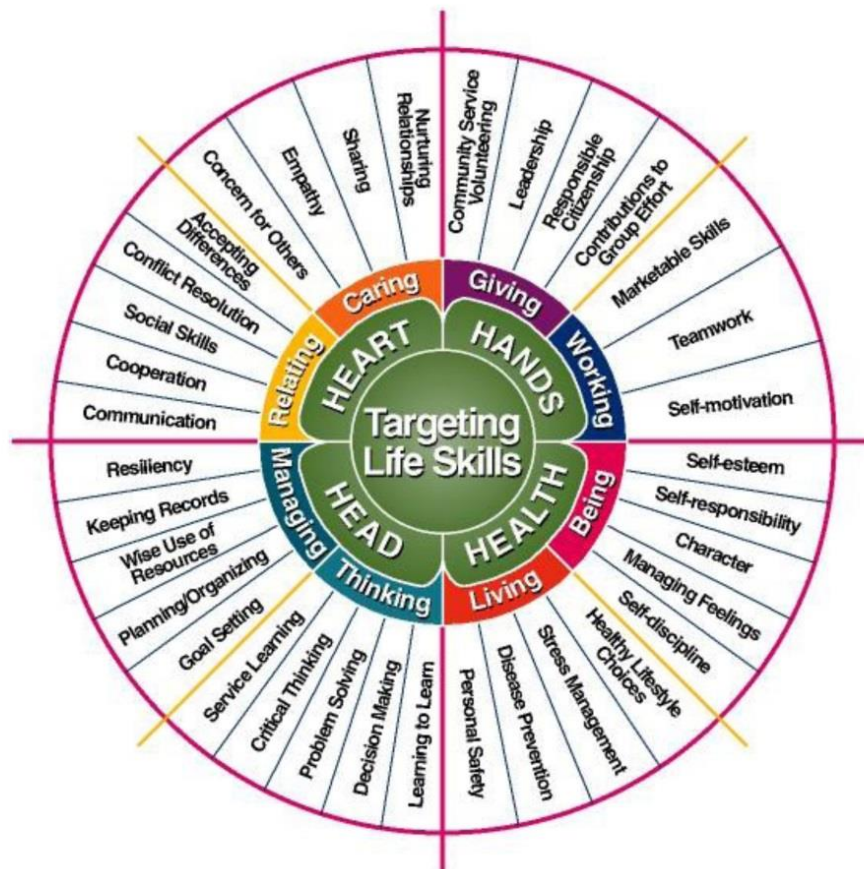 Targeting
Life Skills
HEART
HANDS
HEALTH
HEAD
Caring
Giving
Working
Being
Living
Thinking
Managing
Relating
Nurturing
Relationships
Sharing
Empathy
Concern for Others
Accepting
Differences
Conflict Resolution
Social Skills
Cooperation
Communication
Community Service
Volunteering
Leadership
Responsible
Citizenship
Contributions to
Group Effort
Marketable Skills
Teamwork
Self-motivation
Self-esteem
Self-responsibility
Character
Managing Feelings
Self-discipline
Healthy Lifestyle
Choices
Stress Management
Disease Prevention
Personal Safety
Learning to Learn
Decision Making
Problem Solving
Critical Thinking
Service Learning
Goal Setting
Planning/Organizing
Wise Use of
Resources
Keeping Records
Resiliency